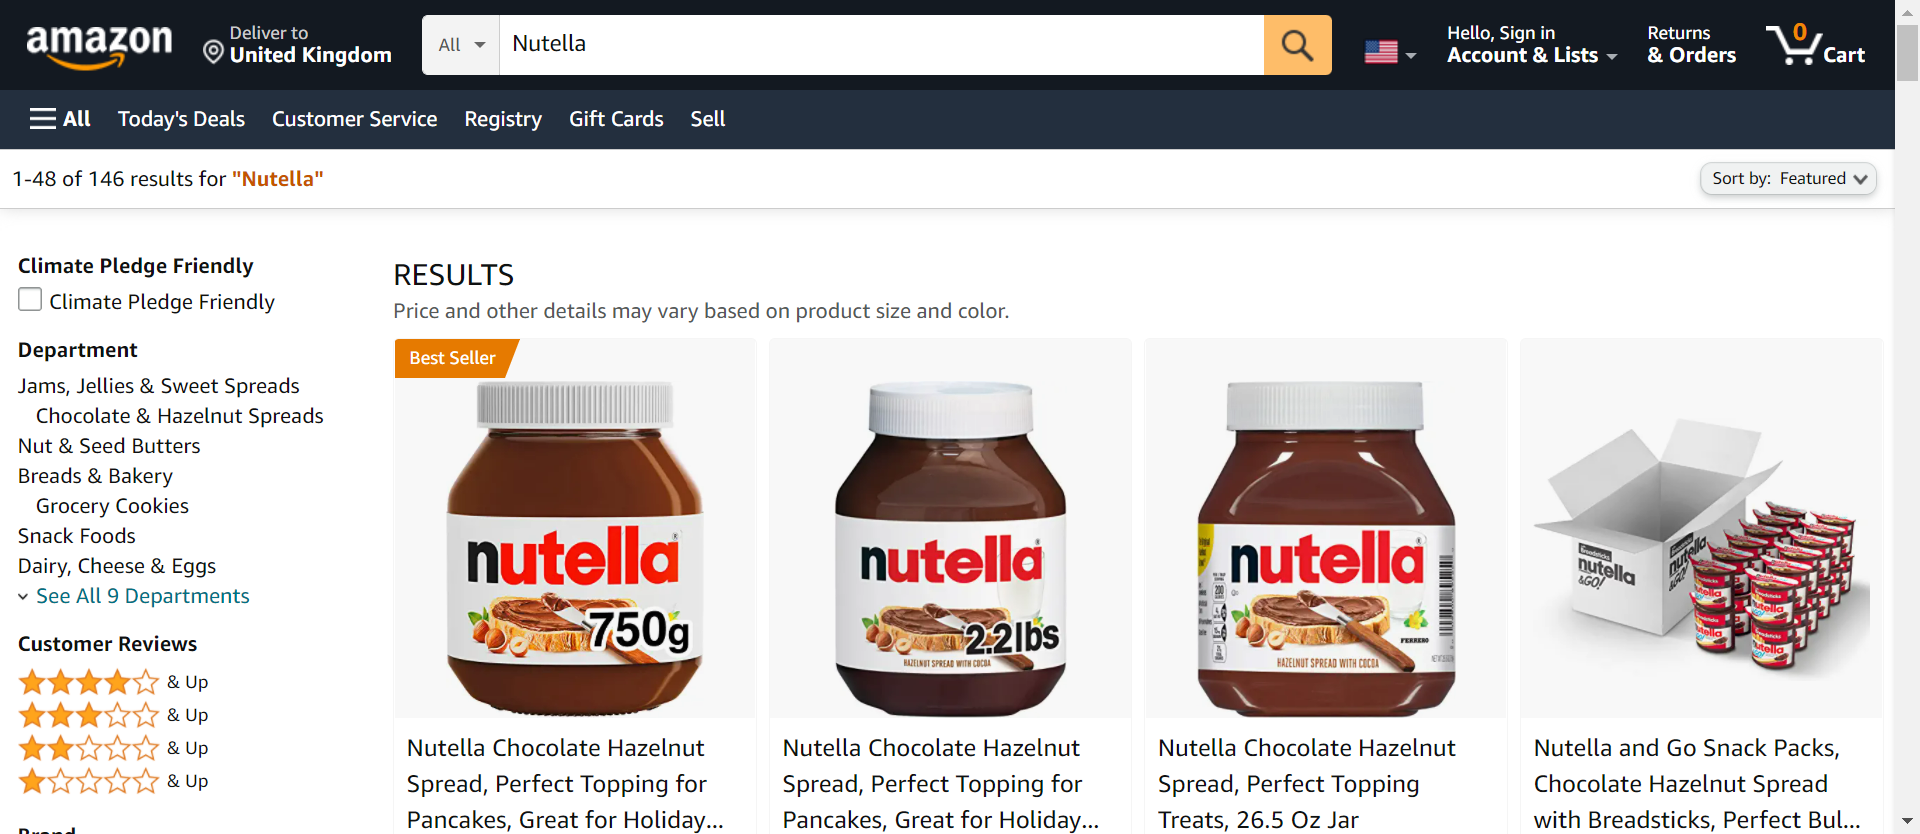 amazon
Deliver to
United Kingdom
All
Nutella
Hello, Sign in
Account & Lists
Returns
& Orders
0
Cart
All
Today's Deals
Customer Service
Registry
Gift Cards
Sell
1-48 of 146 results for "Nutella"
Sort by: Featured
Climate Pledge Friendly
Climate Pledge Friendly
Department
Jams, Jellies & Sweet Spreads
Chocolate & Hazelnut Spreads
Nut & Seed Butters
Breads & Bakery
Grocery Cookies
Snack Foods
Dairy, Cheese & Eggs
See All 9 Departments
Customer Reviews
& Up
& Up
& Up
& Up
RESULTS
Price and other details may vary based on product size and color.
Best Seller
nutella
750g
Nutella Chocolate Hazelnut
Spread, Perfect Topping for
Pancakes, Great for Holiday...
nutella
2.2lbs
HAZELNUT SPREAD WITH COCOA
Nutella Chocolate Hazelnut
Spread, Perfect Topping for
Pancakes, Great for Holiday...
nutella
FERRERO
HAZELNUT SPREAD WITH COCOA
Nutella Chocolate Hazelnut
Spread, Perfect Topping
Treats, 26.5 Oz Jar
Breadsticks
nutella
&GO!
nutella
nutella
nutella
nutella
Nutella and Go Snack Packs,
Chocolate Hazelnut Spread
with Breadsticks, Perfect Bul...